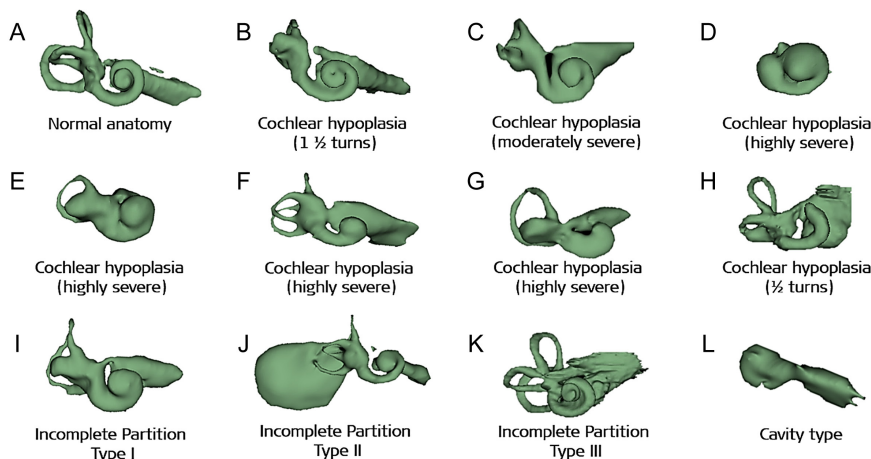 A
B
C
D
Normal anatomy
Cochlear hypoplasia
(1 ½ turns)
Cochlear hypoplasia
(moderately severe)
Cochlear hypoplasia
(highly severe)
E
F
G
H
Cochlear hypoplasia
(highly severe)
Cochlear hypoplasia
(highly severe)
Cochlear hypoplasia
(highly severe)
Cochlear hypoplasia
(½ turns)
I
J
K
L
Incomplete Partition
Type I
Incomplete Partition
Type II
Incomplete Partition
Type III
Cavity type